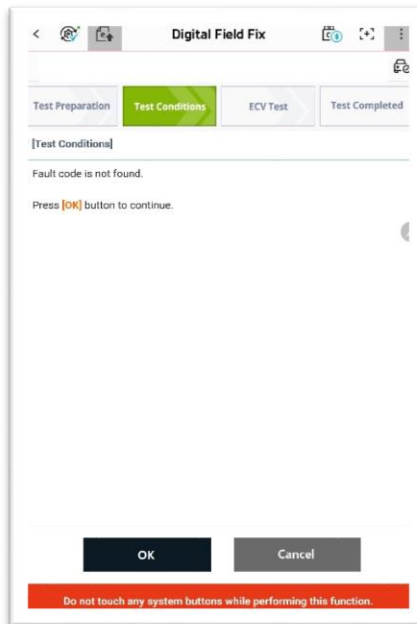 Digital Field Fix
Test Preparation
Test Conditions
ECV Test
Test Completed
[Test Conditions]
Fault code is not found.
Press [OK] button to continue.
OK
Cancel
Do not touch any system buttons while performing this function.